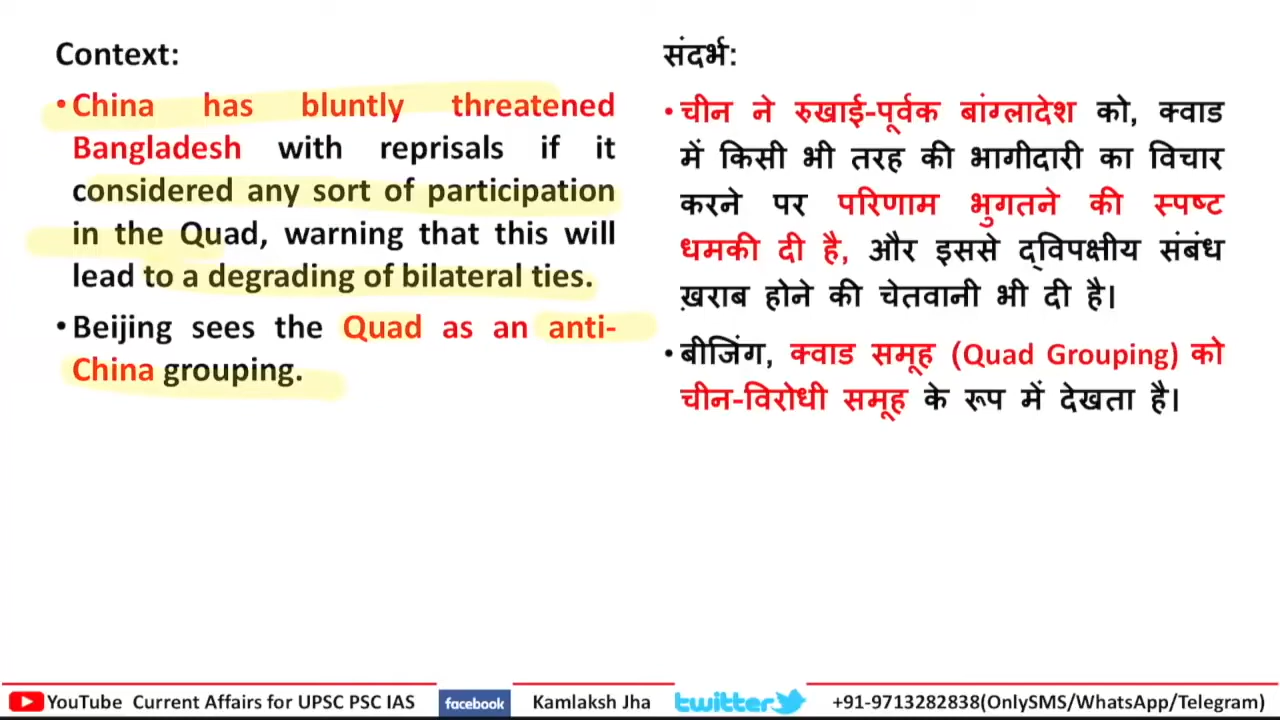 Context:
•China has bluntly threatened
Bangladesh with reprisals if it
considered any sort of participation
in the Quad, warning that this will
lead to a degrading of bilateral ties.
•Beijing sees the Quad as an anti-
China grouping.
संदर्भ:
•चीन ने रुखाई-पूर्वक बांग्लादेश को, क्वाड
में किसी भी तरह की भागीदारी का विचार
करने पर परिणाम भुगतने की स्पष्ट
धमकी दी है, और इससे द्विपक्षीय संबंध
ख़राब होने की चेतवानी भी दी है।
•बीजिंग, क्वाड समूह (Quad Grouping) को
चीन-विरोधी समूह के रूप में देखता है।
YouTube Current Affairs for UPSC PSC IAS facebook Kamlaksh Jha twitter +91-9713282838(OnlySMS/WhatsApp/Telegram)